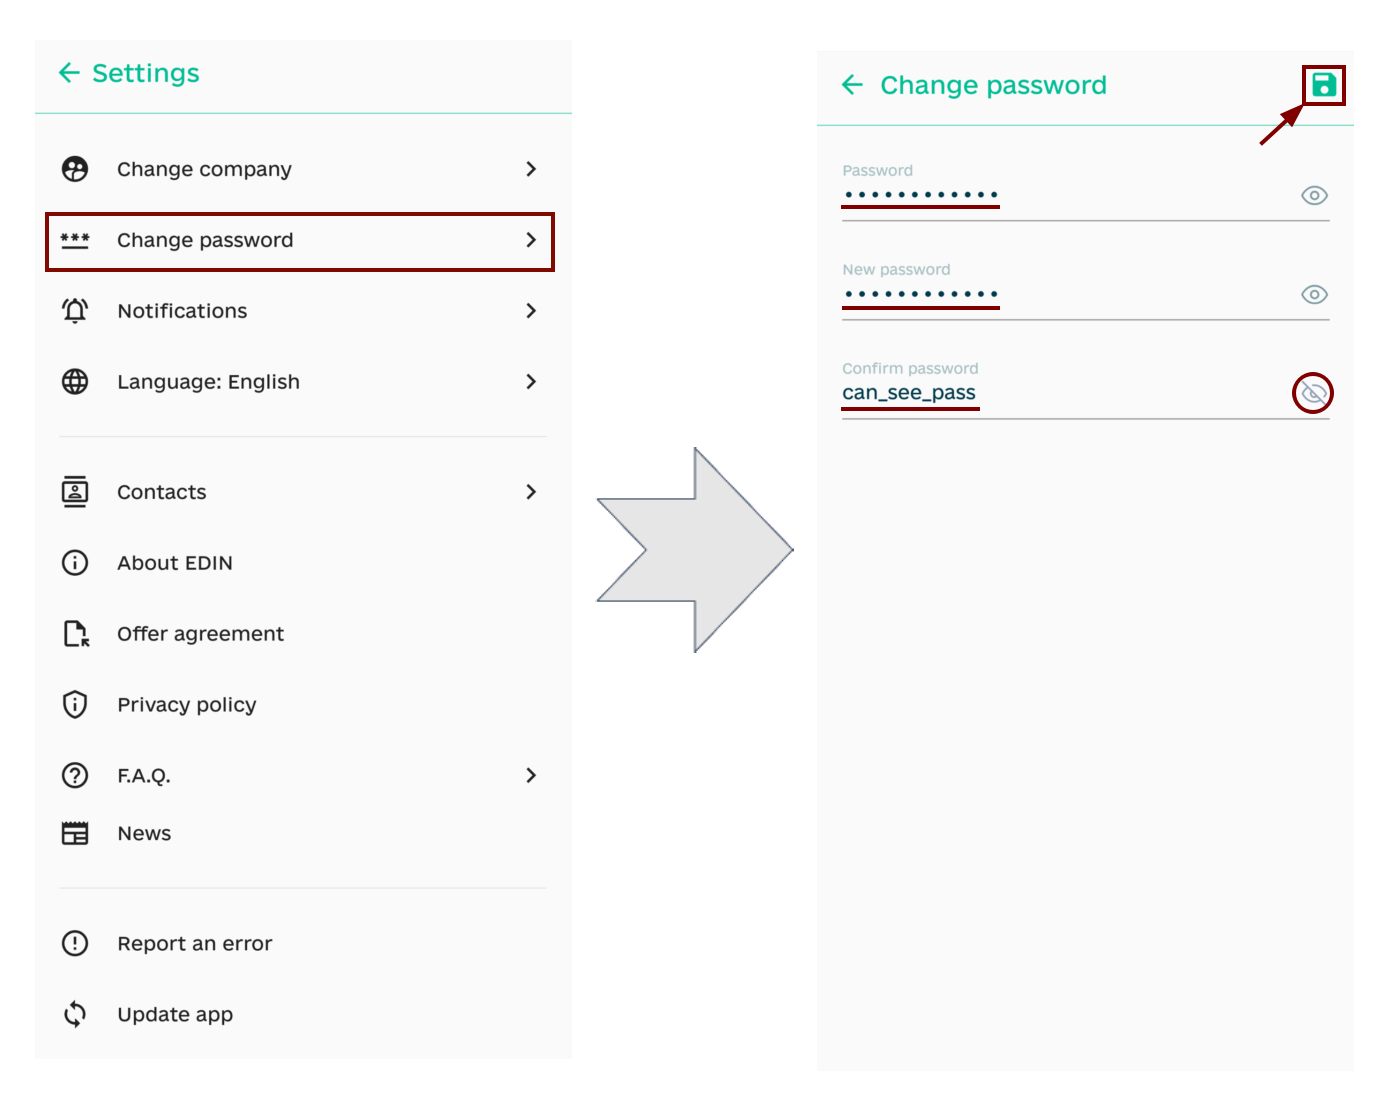 Settings
Change company
Change password
Notifications
Language: English
Contacts
About EDIN
Offer agreement
Privacy policy
F.A.Q.
News
Report an error
Update app
Change password
Password
••••••••••••
New password
••••••••••••
Confirm password
can_see_pass